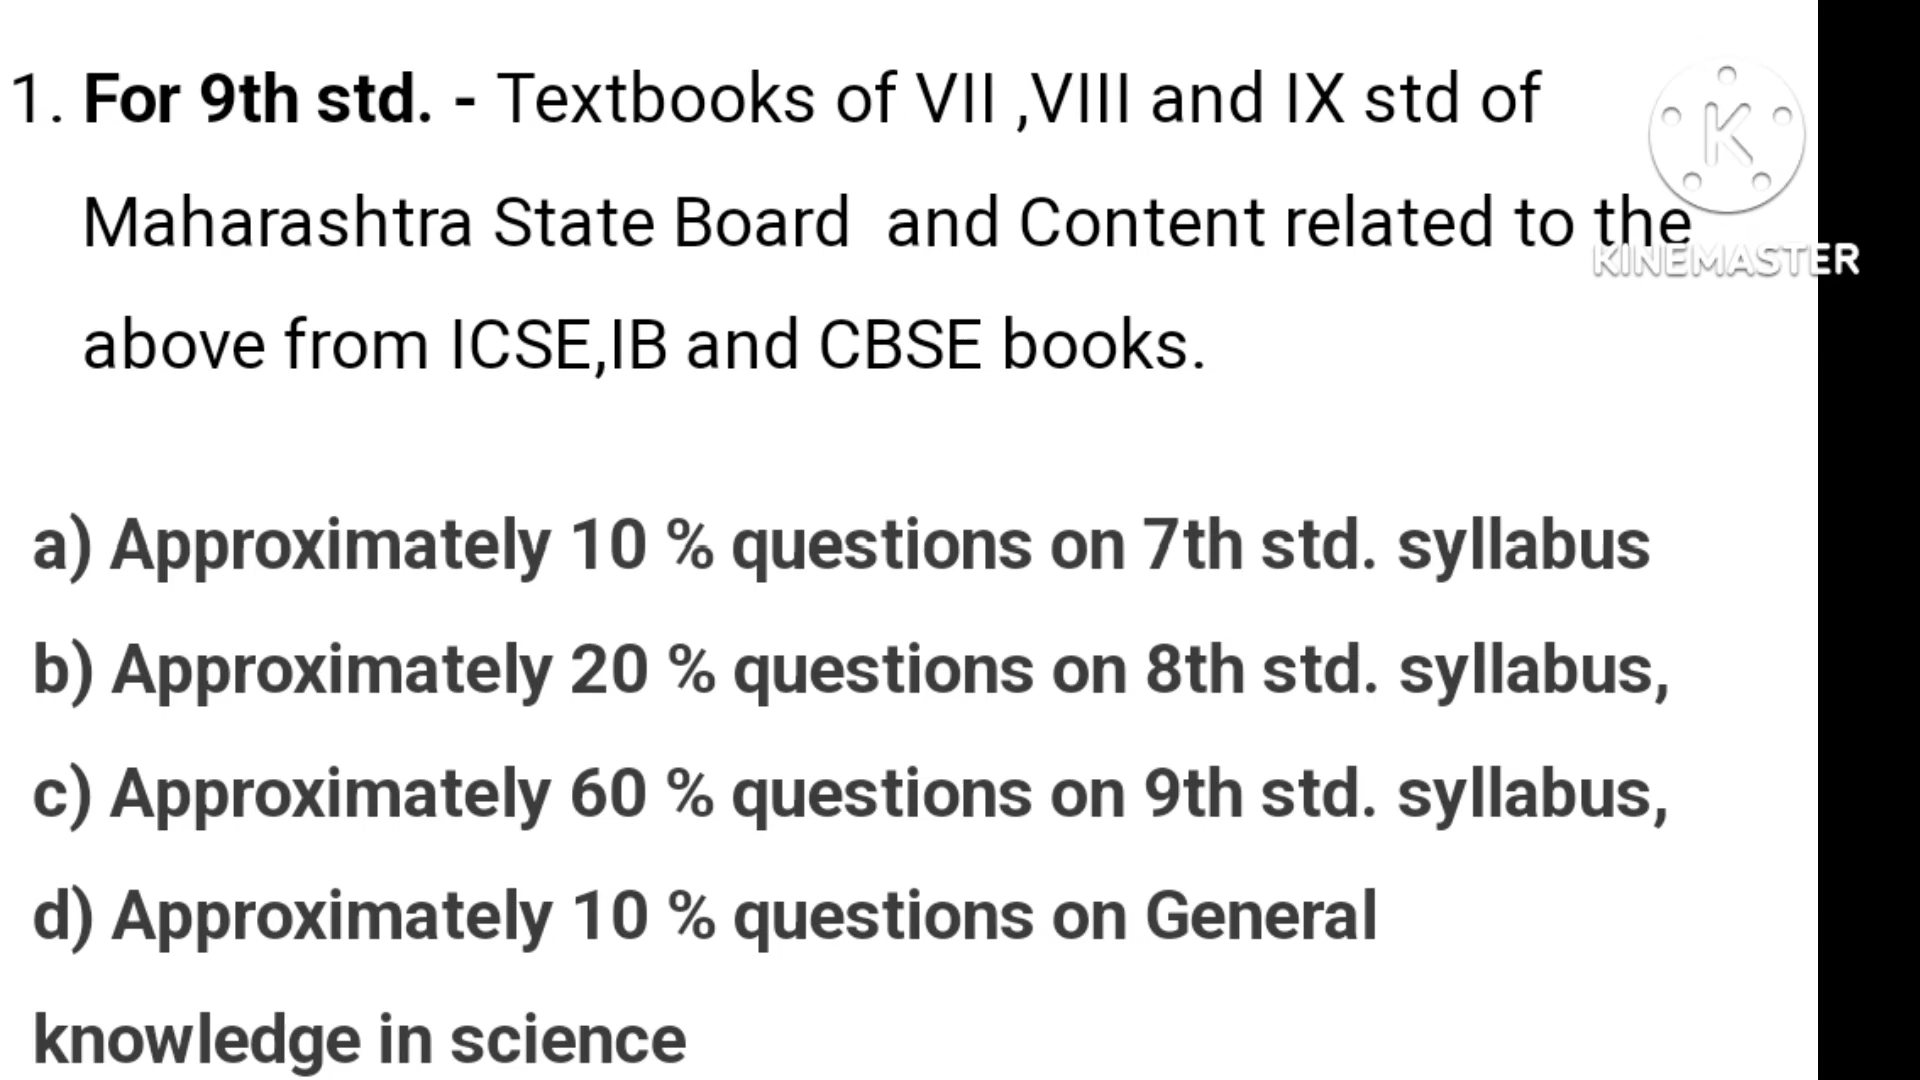 1. For 9th std. - Textbooks of VII ,VIII and IX std of
Maharashtra State Board  and Content related to the
above from ICSE,IB and CBSE books.
K
KINEMASTER
a) Approximately 10 % questions on 7th std. syllabus
b) Approximately 20 % questions on 8th std. syllabus,
c) Approximately 60 % questions on 9th std. syllabus,
d) Approximately 10 % questions on General
knowledge in science